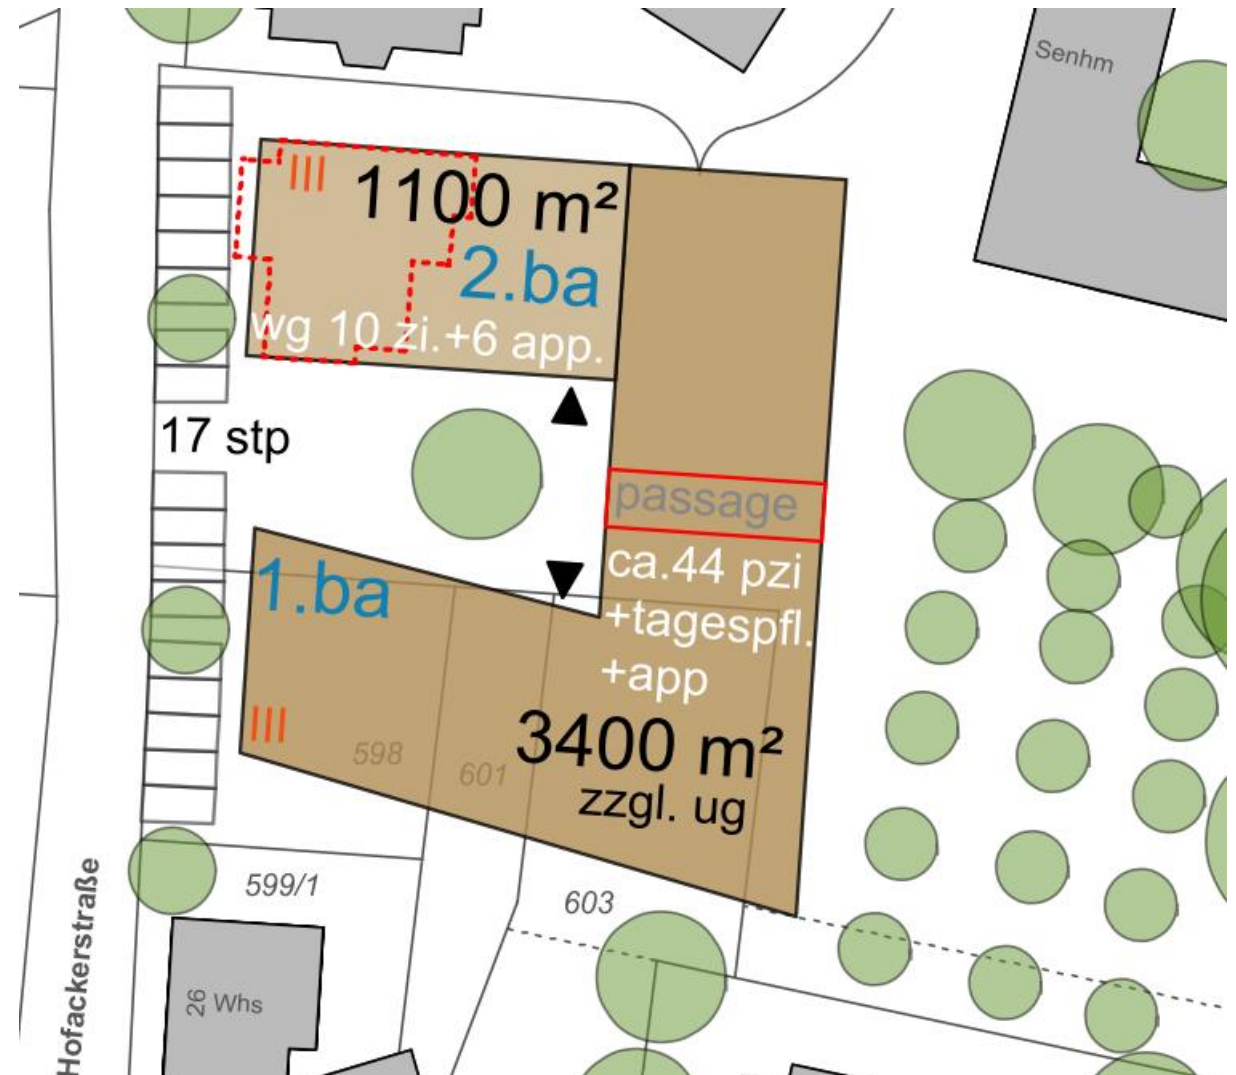 Senhm
III
1100 m²
2.ba
wg 10 zi.+6 app.
17 stp
passage
1.ba
ca.44 pzi
+tagespfl.
+app
III
3400 m²
zzgl. ug
598
601
599/1
603
Hofackerstraße
26 Whs